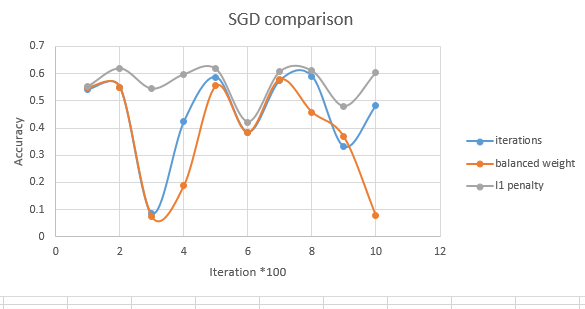 SGD comparison
0.7
0.6
0.5
0.4
0.3
0.2
0.1
0
Accuracy
0 2 4 6 8 10 12
Iteration *100
iterations
balanced weight
l1 penalty